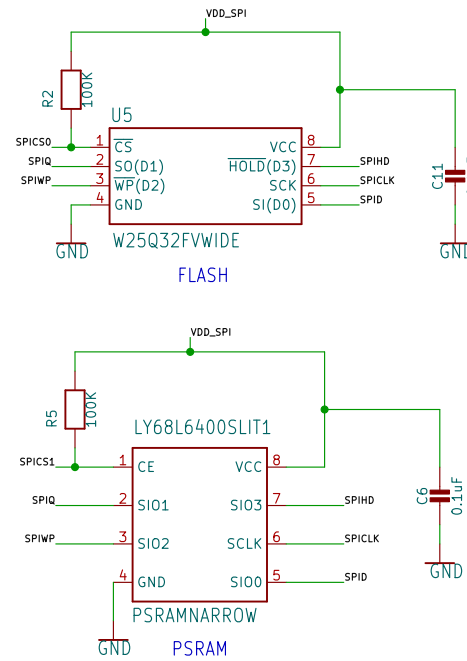 VDD_SPI
R2
100K
U5
SPICS0
1
CS
VCC
8
SPIQ
2
SO(D1)
HOLD(D3)
7
SPIHD
SPIWP
3
WP(D2)
SCK
6
SPICLK
4
GND
SI(D0)
5
SPID
C11
GND
W25Q32FVWIDE
GND
FLASH
VDD_SPI
R5
100K
LY68L6400SLIT1
SPICS1
1
CE
VCC
8
SPIQ
2
SIO1
SIO3
7
SPIHD
C6
0.1uF
SPIWP
3
SIO2
SCLK
6
SPICLK
4
GND
SIO0
5
SPID
GND
PSRAMNARROW
GND
PSRAM